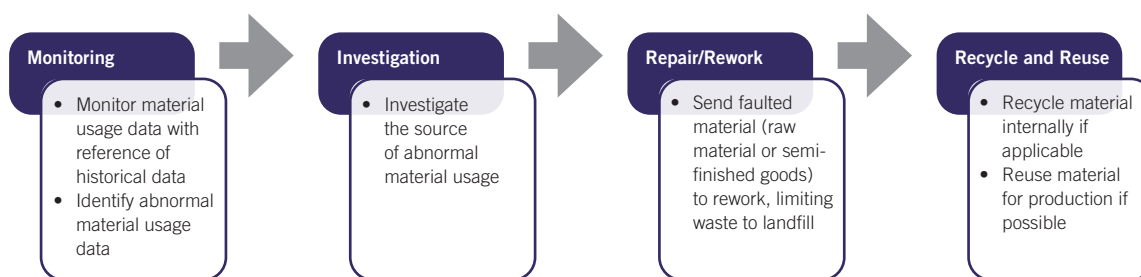 Monitoring
• Monitor material
usage data with
reference of
historical data
• Identify abnormal
material usage
data
Investigation
• Investigate
the source
of abnormal
material usage
Repair/Rework
• Send faulted
material (raw
material or semi-
finished goods)
to rework, limiting
waste to landfill
Recycle and Reuse
• Recycle material
internally if
applicable
• Reuse material
for production if
possible